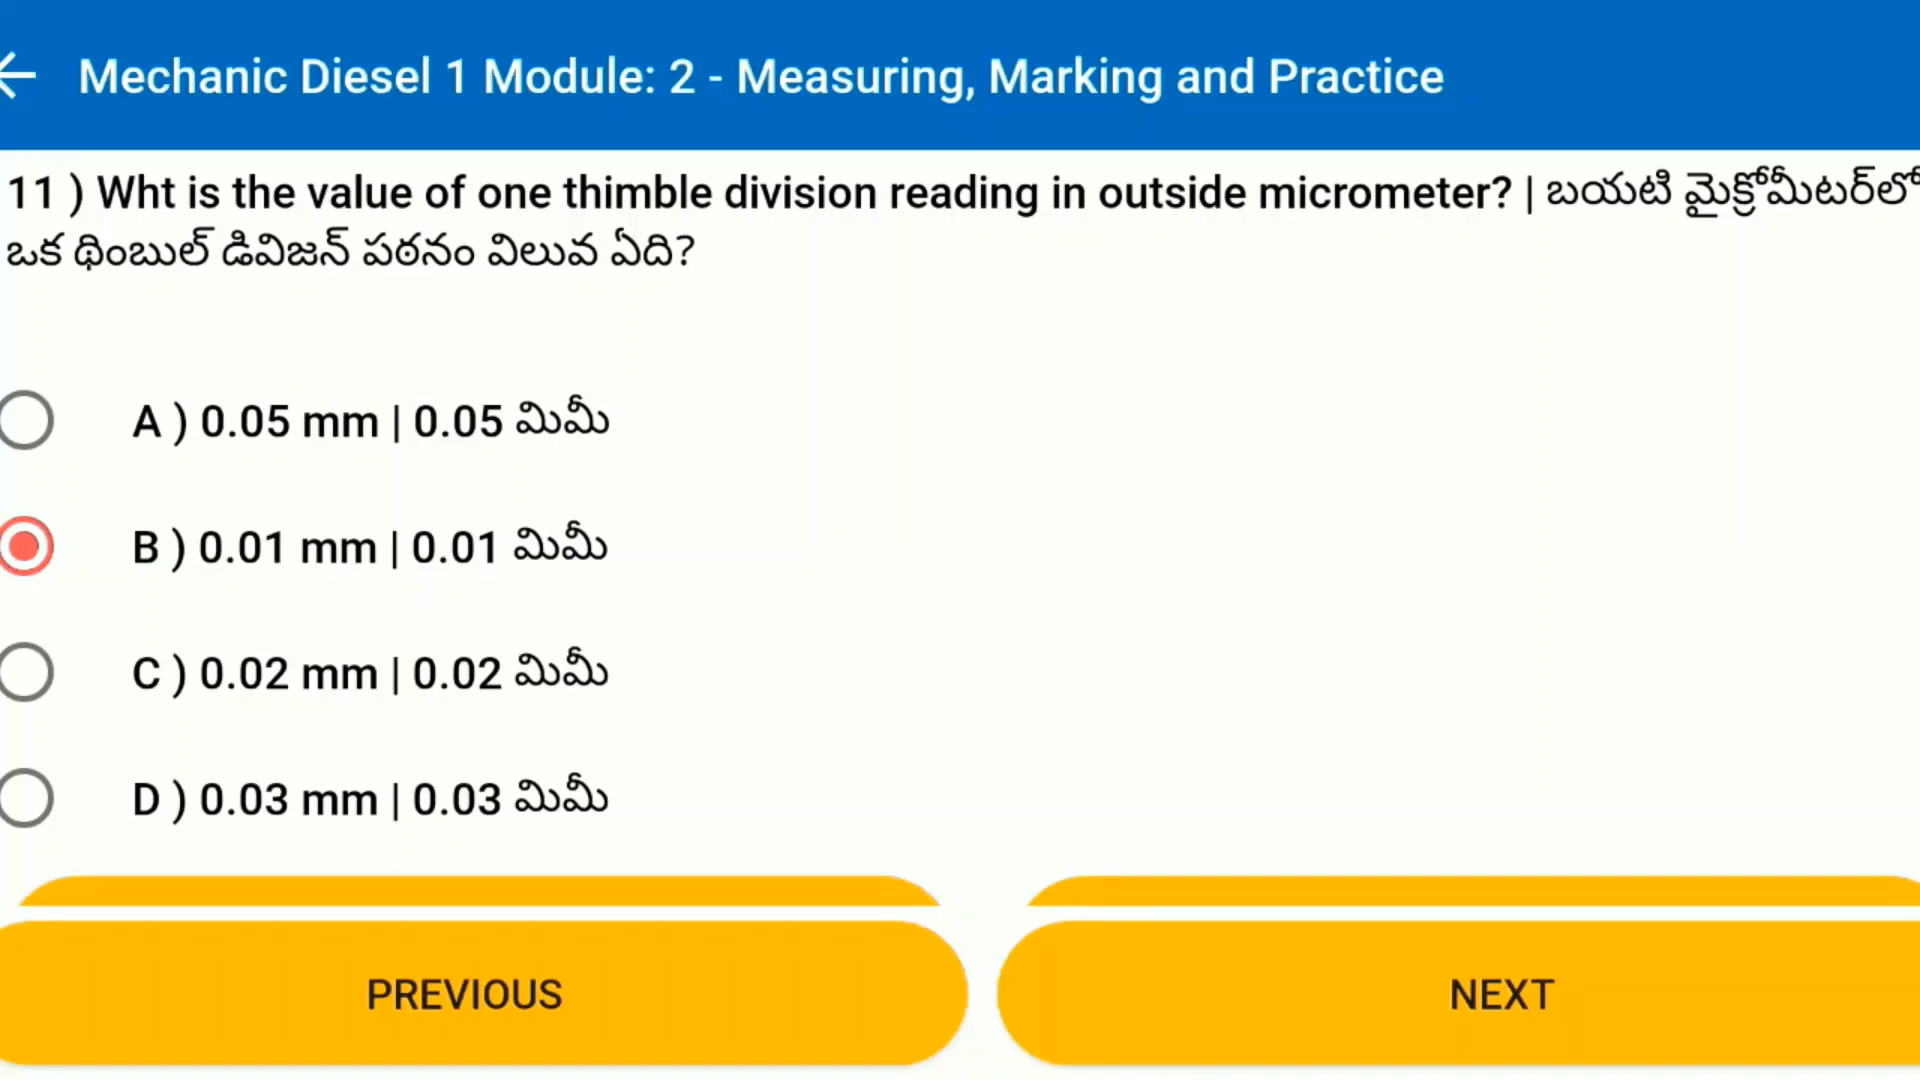 Mechanic Diesel 1 Module: 2 - Measuring, Marking and Practice
11 ) Wht is the value of one thimble division reading in outside micrometer? | బయటి మైక్రోమీటర్‌లో
ఒక థింబుల్ డివిజన్ పఠనం విలువ ఏది?
A ) 0.05 mm | 0.05 మిమీ
B ) 0.01 mm | 0.01 మిమీ
C ) 0.02 mm | 0.02 మిమీ
D ) 0.03 mm | 0.03 మిమీ
PREVIOUS
NEXT